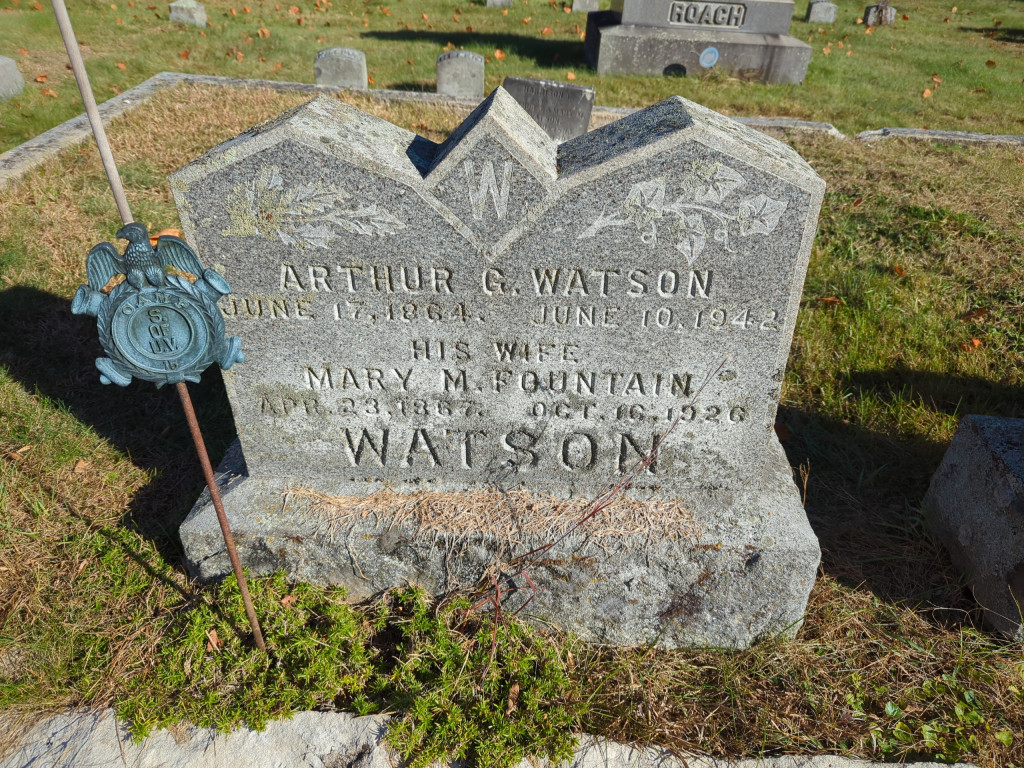 ROACH
W
ARTHUR G. WATSON
JUNE 17, 1864. JUNE 10, 1942
HIS WIFE
MARY M. FOUNTAIN
APR. 23, 1867. OCT. 16, 1926
WATSON
S.
OF
U.V.